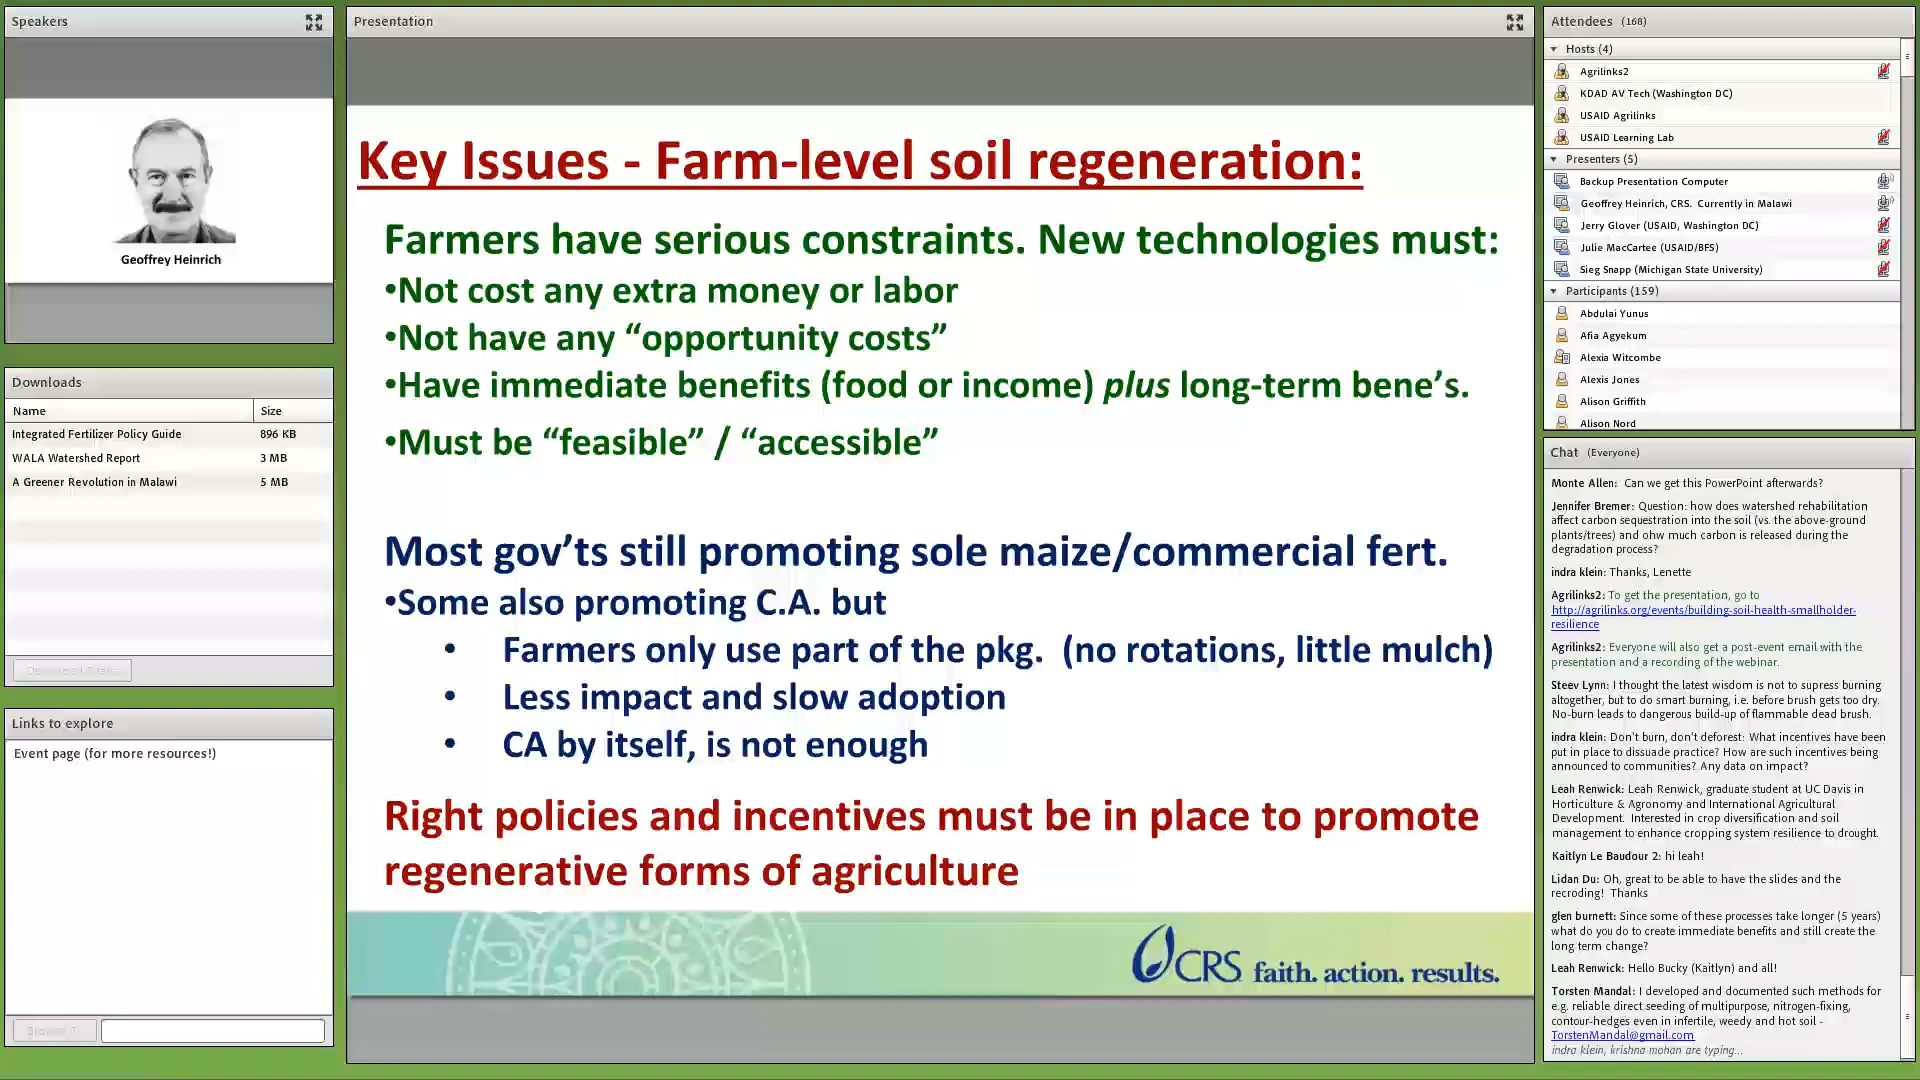 Speakers
Geoffrey Heinrich
Downloads
Name Size
Integrated Fertilizer Policy Guide 896 KB
WALA Watershed Report 3 MB
A Greener Revolution in Malawi 5 MB
Links to explore
Event page (for more resources!)
Presentation
Key Issues - Farm-level soil regeneration:
Farmers have serious constraints. New technologies must:
•Not cost any extra money or labor
•Not have any “opportunity costs”
•Have immediate benefits (food or income) plus long-term bene’s.
•Must be “feasible” / “accessible”
Most gov’ts still promoting sole maize/commercial fert.
•Some also promoting C.A. but
• Farmers only use part of the pkg. (no rotations, little mulch)
• Less impact and slow adoption
• CA by itself, is not enough
Right policies and incentives must be in place to promote
regenerative forms of agriculture
CRS faith. action. results.
Attendees (168)
Hosts (4)
Agrilinks2
KDAD AV Tech (Washington DC)
USAID Agrilinks
USAID Learning Lab
Presenters (5)
Backup Presentation Computer
Geoffrey Heinrich, CRS. Currently in Malawi
Jerry Glover (USAID, Washington DC)
Julie MacCartee (USAID/BFS)
Sieg Snapp (Michigan State University)
Participants (159)
Abdulai Yunus
Afia Agyekum
Alexia Witcombe
Alexis Jones
Alison Griffith
Alison Nord
Chat (Everyone)
Monte Allen: Can we get this PowerPoint afterwards?
Jennifer Bremer: Question: how does watershed rehabilitation
affect carbon sequestration into the soil (vs. the above-ground
plants/trees) and ohw much carbon is released during the
degradation process?
indra klein: Thanks, Lenette
Agrilinks2: To get the presentation, go to
http://agrilinks.org/events/building-soil-health-smallholder-
resilience
Agrilinks2: Everyone will also get a post-event email with the
presentation and a recording of the webinar.
Steev Lynn: I thought the latest wisdom is not to supress burning
altogether, but to do smart burning, i.e. before brush gets too dry.
No-burn leads to dangerous build-up of flammable dead brush.
indra klein: Don't burn, don't deforest: What incentives have been
put in place to dissuade practice? How are such incentives being
announced to communities? Any data on impact?
Leah Renwick: Leah Renwick, graduate student at UC Davis in
Horticulture & Agronomy and International Agricultural
Development. Interested in crop diversification and soil
management to enhance cropping system resilience to drought.
Kaitlyn Le Baudour 2: hi leah!
Lidan Du: Oh, great to be able to have the slides and the
recroding! Thanks
glen burnett: Since some of these processes take longer (5 years)
what do you do to create immediate benefits and still create the
long term change?
Leah Renwick: Hello Bucky (Kaitlyn) and all!
Torsten Mandal: I developed and documented such methods for
e.g. reliable direct seeding of multipurpose, nitrogen-fixing,
contour-hedges even in infertile, weedy and hot soil -
TorstenMandal@gmail.com
indra klein, krishna mohan are typing...